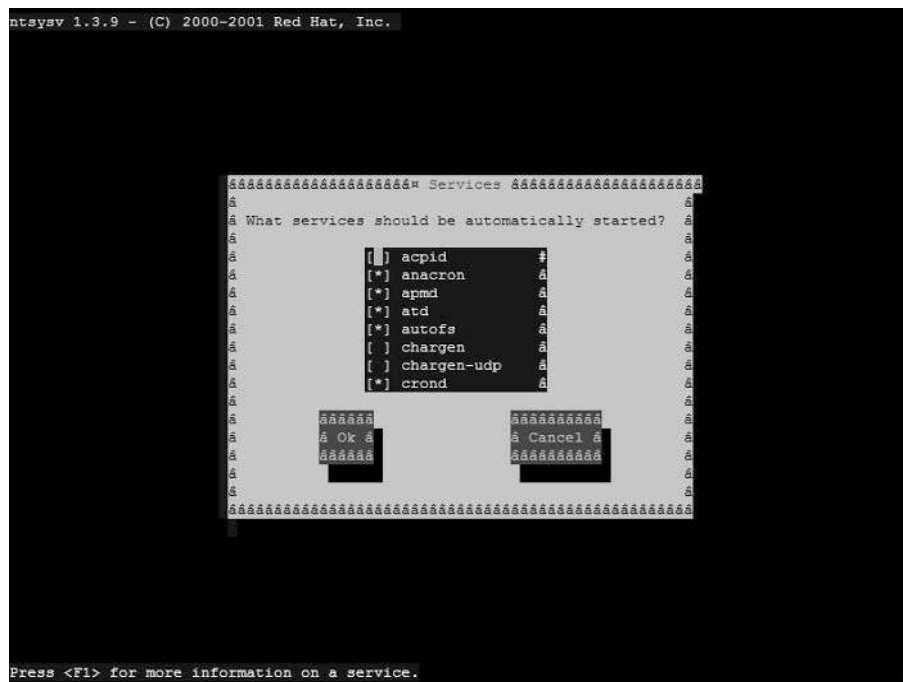 ntsysv 1.3.9 - (C) 2000-2001 Red Hat, Inc.
Services
What services should be automatically started?
[ ] acpid #
[*] anacron
[*] apmd
[*] atd
[*] autofs
[ ] chargen
[ ] chargen-udp
[*] crond
Ok Cancel
Press <F1> for more information on a service.